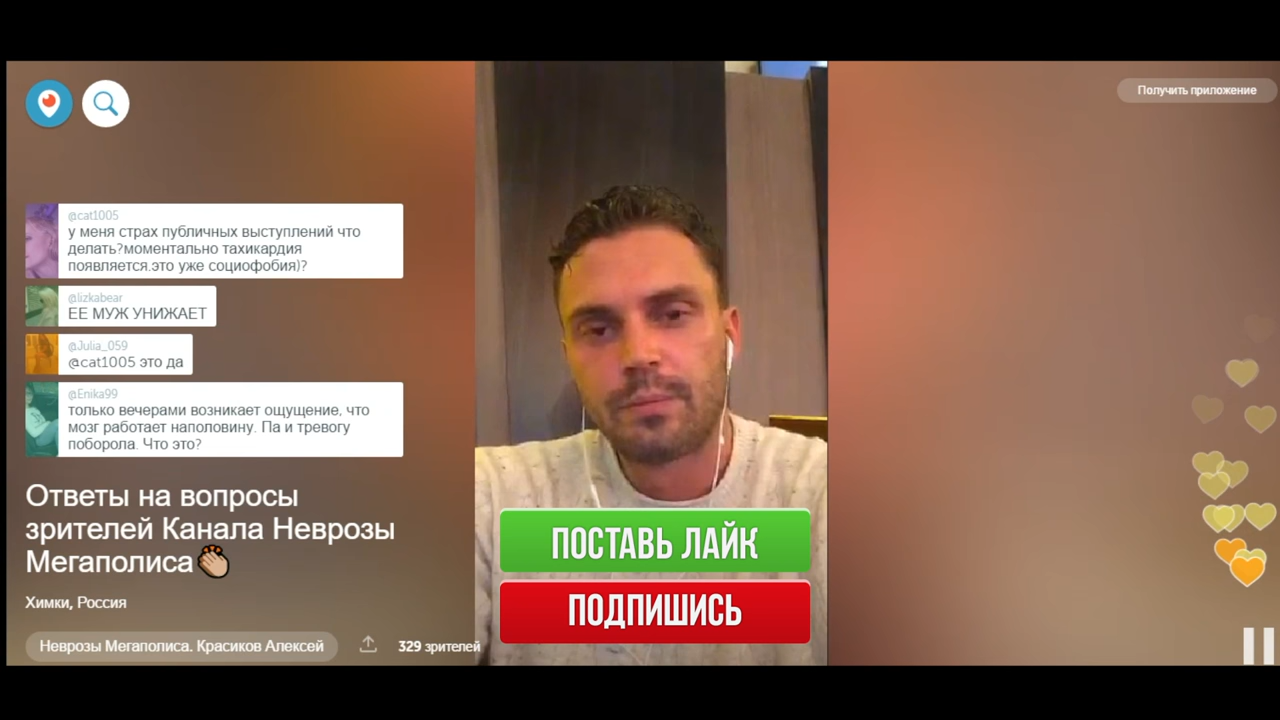 Получить приложение
@cat1005
у меня страх публичных выступлений что
делать?моментально тахикардия
появляется.это уже социофобия)?
@lizkabear
ЕЕ МУЖ УНИЖАЕТ
@Julia_059
@cat1005 это да
@Enika99
только вечерами возникает ощущение, что
мозг работает наполовину. Па и тревогу
поборола. Что это?
Ответы на вопросы
зрителей Канала Неврозы
Мегаполиса
Химки, Россия
Неврозы Мегаполиса. Красиков Алексей
329 зрителей
ПОСТАВЬ ЛАЙК
ПОДПИШИСЬ